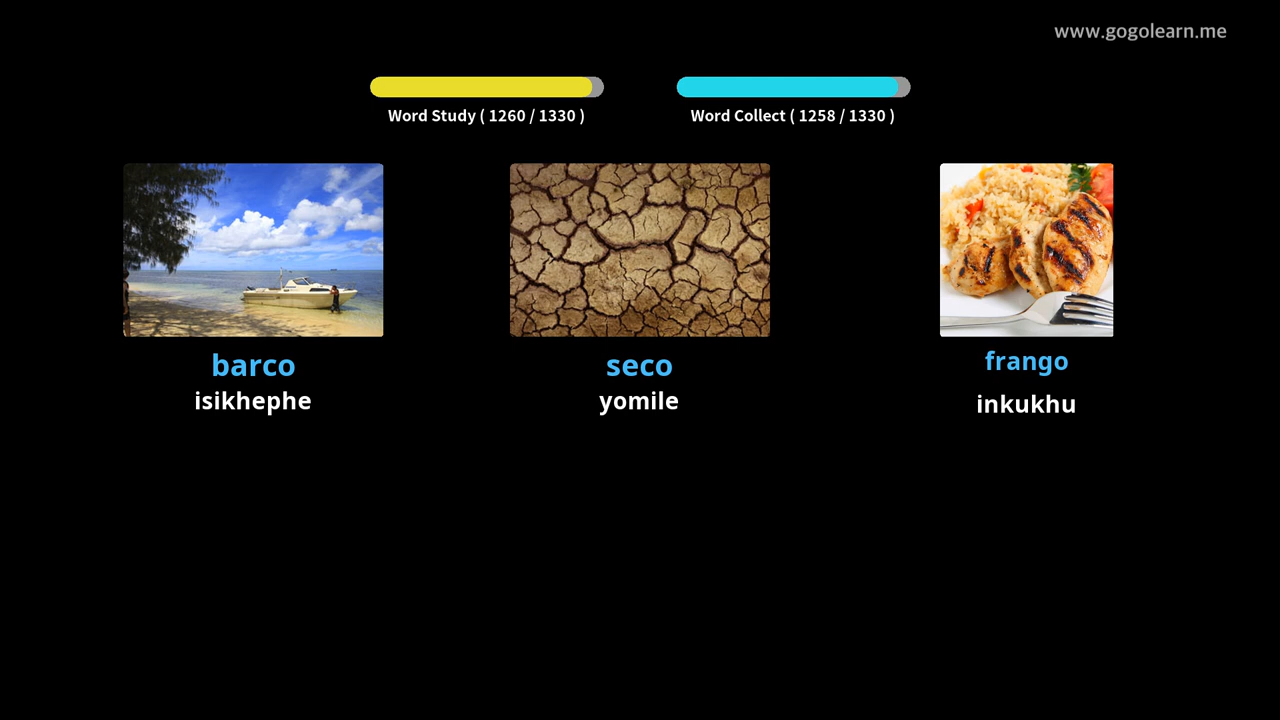 www.gogolearn.me
Word Study ( 1260 / 1330 )
Word Collect ( 1258 / 1330 )
barco
isikhephe
seco
yomile
frango
inkukhu